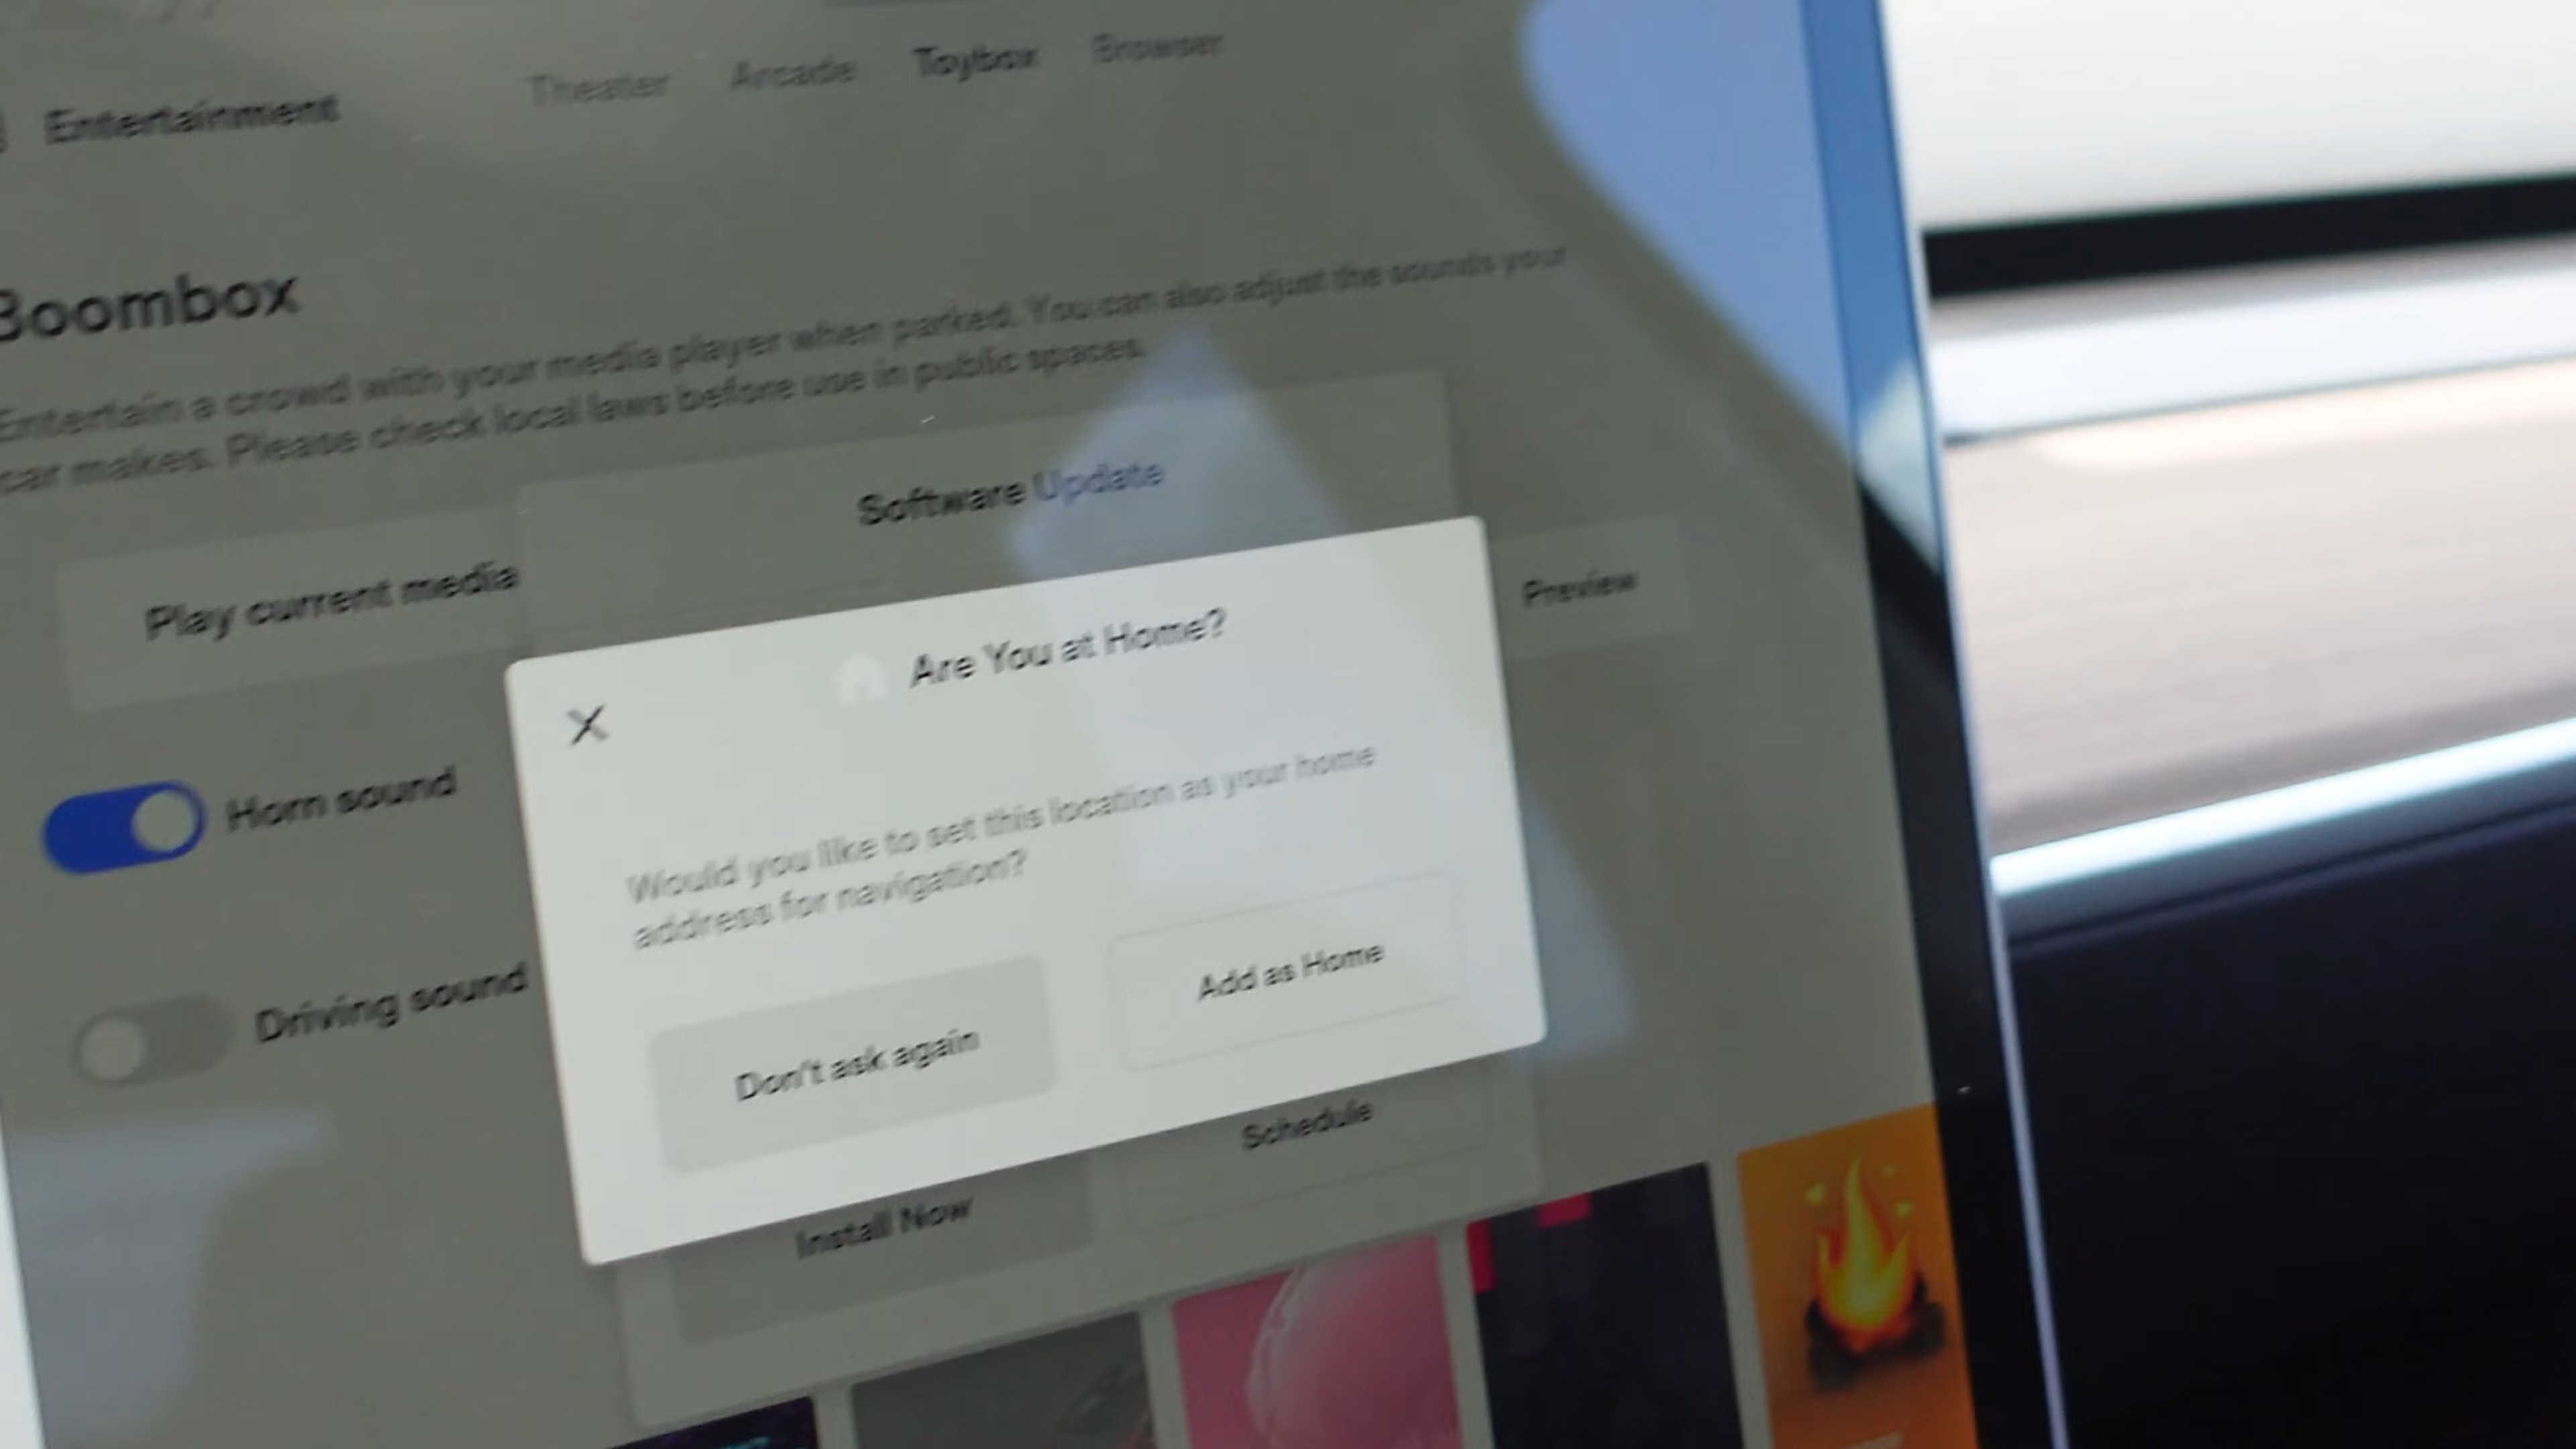 Theater Arcade Toybox Browser
Entertainment
Boombox
Entertain a crowd with your media player when parked. You can also adjust the sounds your
car makes. Please check local laws before use in public spaces.
Software Update
Play current media
Preview
Are You at Home?
X
Would you like to set this location as your home
address for navigation?
Horn sound
Driving sound
Don't ask again
Add as Home
Install Now
Schedule